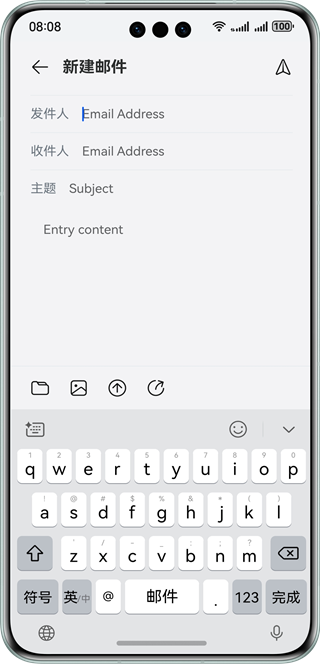 08:08
100
新建邮件
发件人 Email Address
收件人 Email Address
主题 Subject
Entry content
1 2 3 4 5 6 7 8 9 0
q w e r t y u i o p
! @ # $ % & * ( )
a s d f g h j k l
z x c v b n m
符号 英/中 @ 邮件 . 123 完成